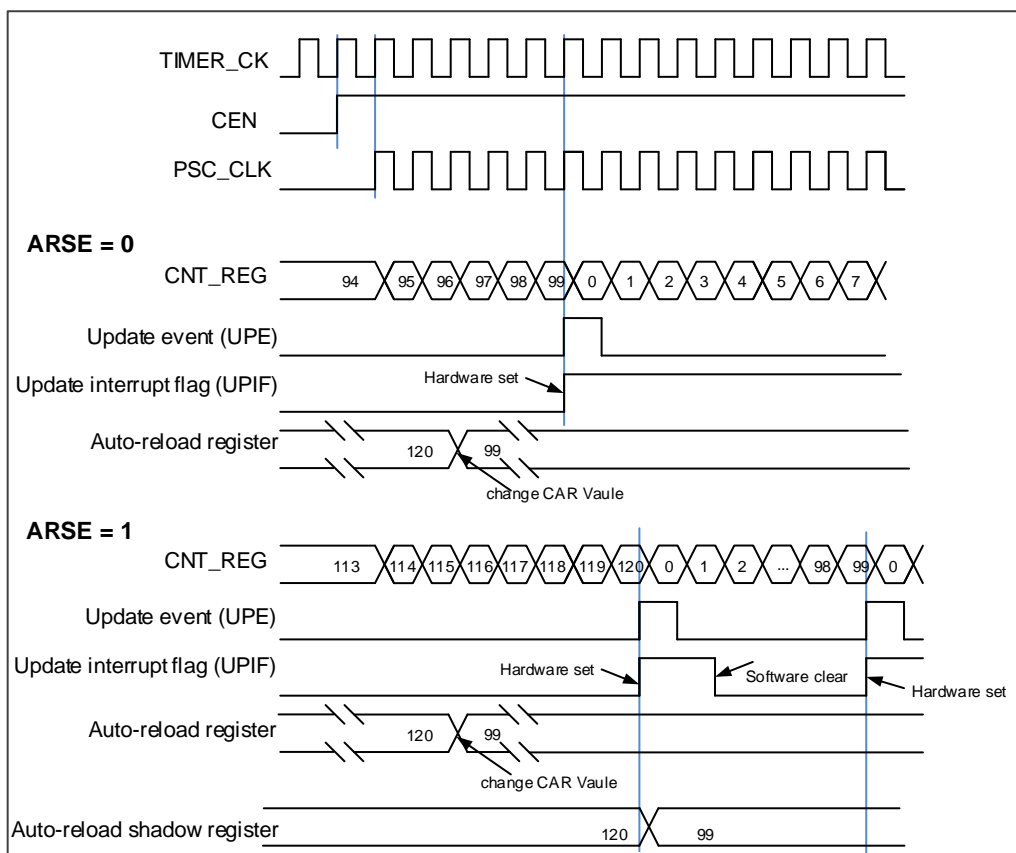 TIMER_CK
CEN
PSC_CLK
ARSE = 0
CNT_REG 94 95 96 97 98 99 0 1 2 3 4 5 6 7
Update event (UPE)
Update interrupt flag (UPIF) Hardware set
Auto-reload register 120 99
change CAR Vaule
ARSE = 1
CNT_REG 113 114 115 116 117 118 119 120 0 1 2 ... 98 99 0
Update event (UPE)
Update interrupt flag (UPIF) Hardware set Software clear Hardware set
Auto-reload register 120 99
change CAR Vaule
Auto-reload shadow register 120 99